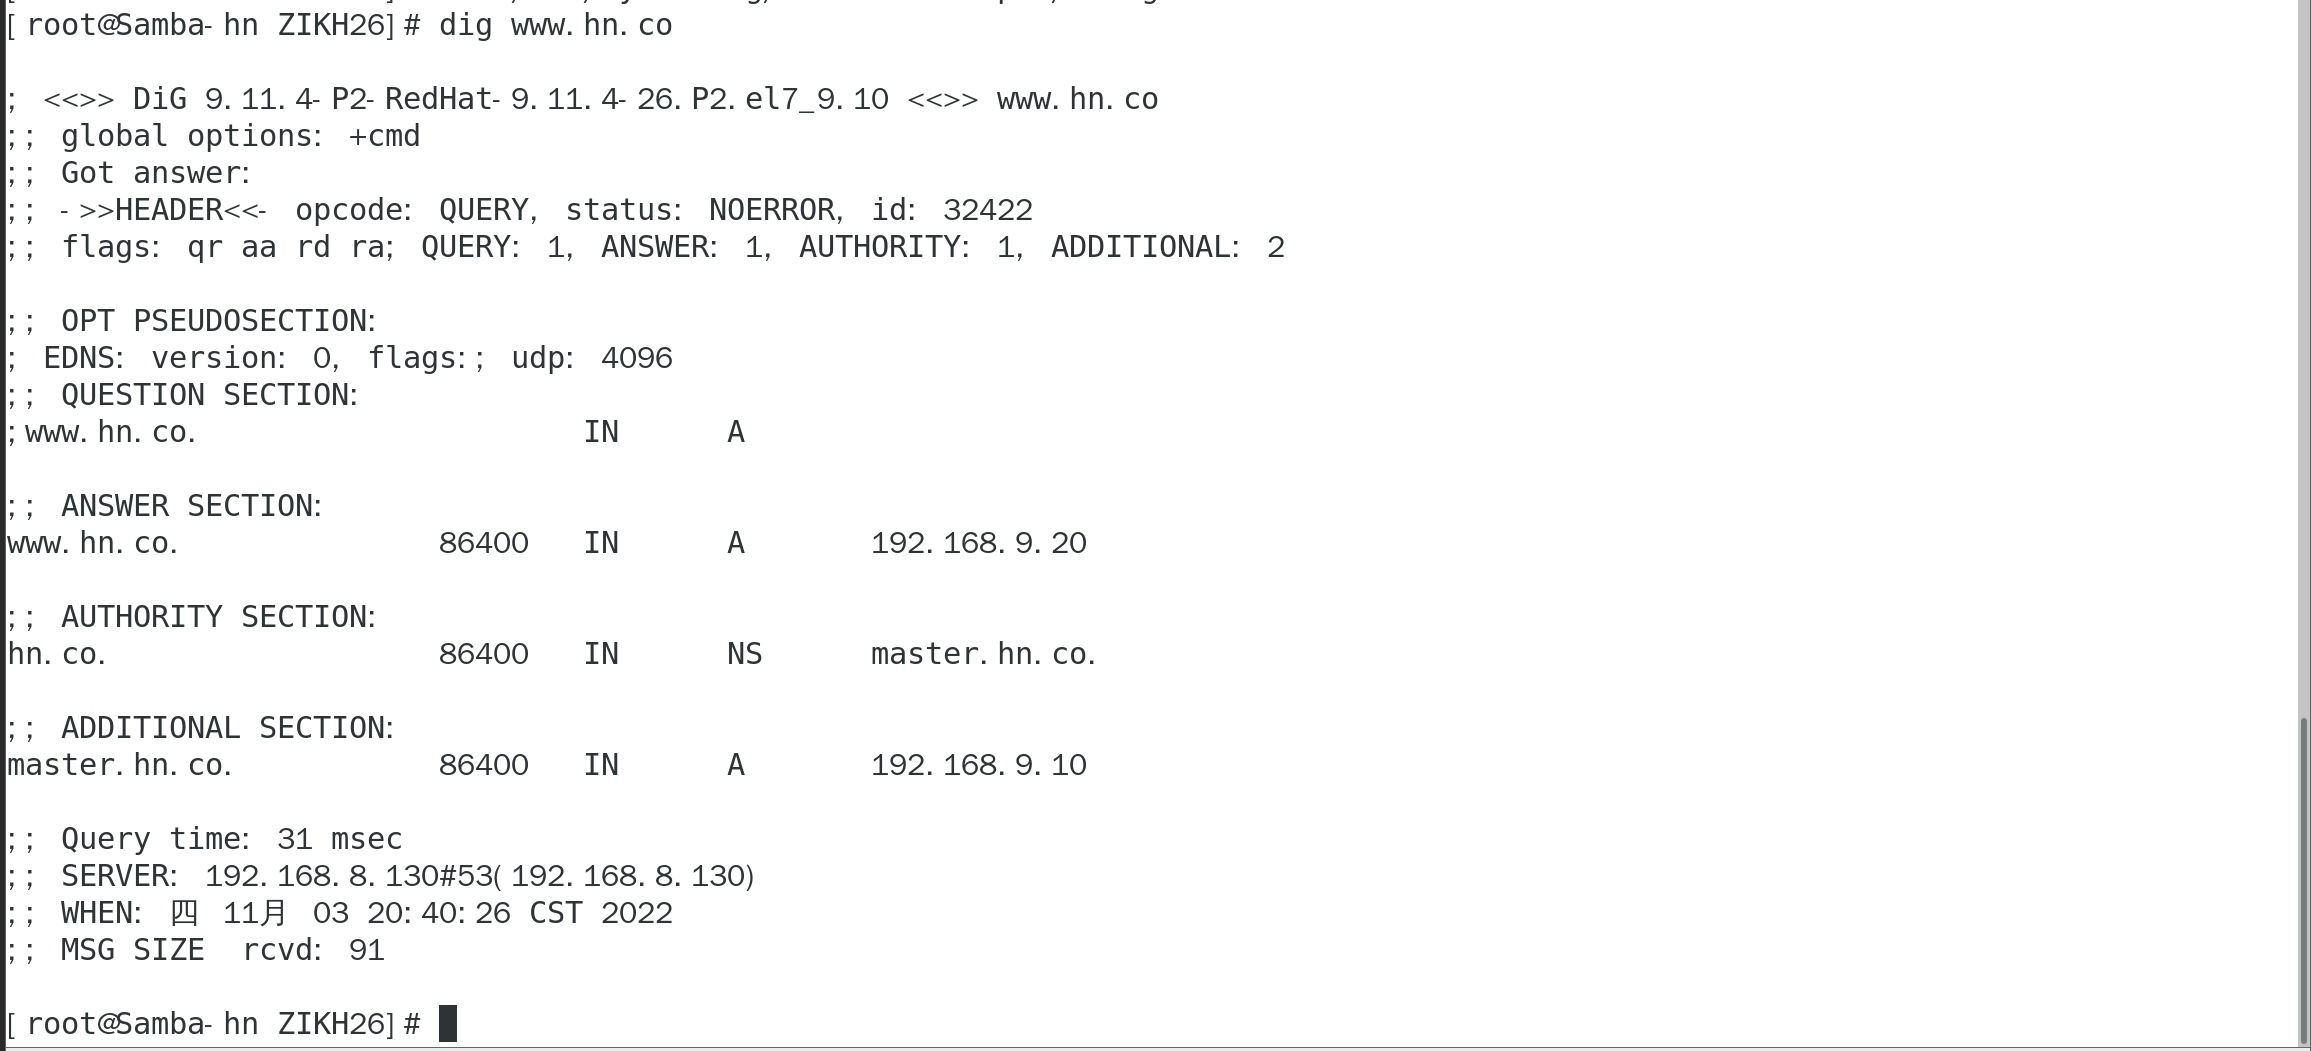 [root@Samba-hn ZIKH26]# dig www.hn.co
; <<>> DiG 9.11.4-P2-RedHat-9.11.4-26.P2.el7_9.10 <<>> www.hn.co
;; global options: +cmd
;; Got answer:
;; ->>HEADER<<- opcode: QUERY, status: NOERROR, id: 32422
;; flags: qr aa rd ra; QUERY: 1, ANSWER: 1, AUTHORITY: 1, ADDITIONAL: 2
;; OPT PSEUDOSECTION:
; EDNS: version: 0, flags:; udp: 4096
;; QUESTION SECTION:
;www.hn.co. IN A
;; ANSWER SECTION:
www.hn.co. 86400 IN A 192.168.9.20
;; AUTHORITY SECTION:
hn.co. 86400 IN NS master.hn.co.
;; ADDITIONAL SECTION:
master.hn.co. 86400 IN A 192.168.9.10
;; Query time: 31 msec
;; SERVER: 192.168.8.130#53(192.168.8.130)
;; WHEN: 四 11月 03 20:40:26 CST 2022
;; MSG SIZE  rcvd: 91
[root@Samba-hn ZIKH26]#